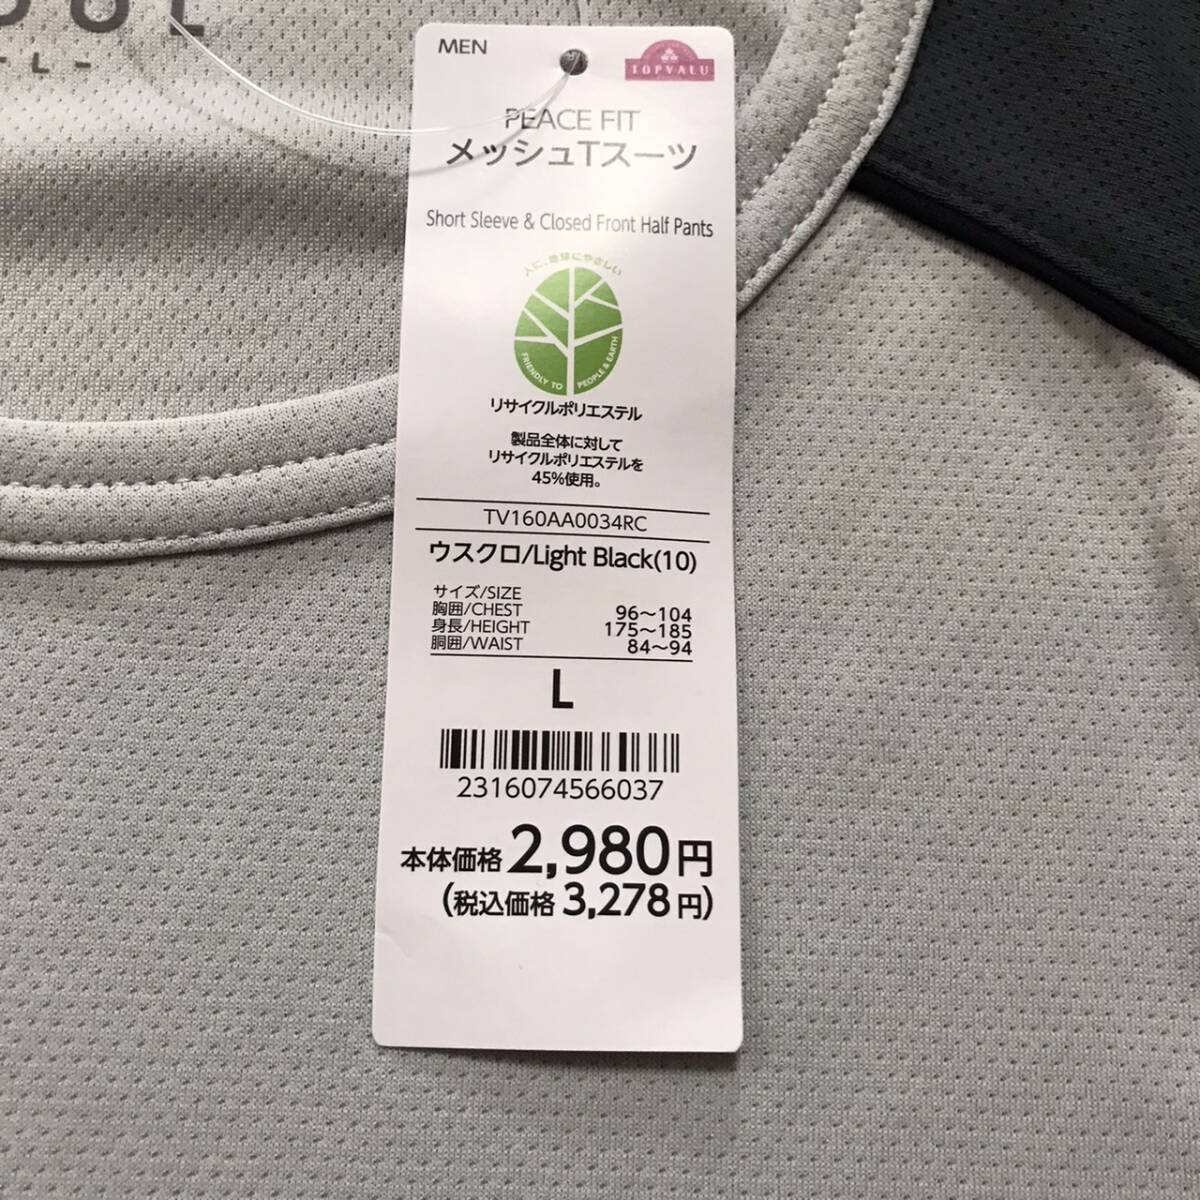 MEN
TOPVALU
PEACE FIT
メッシュTスーツ
Short Sleeve & Closed Front Half Pants
人に、地球にやさしい
FRIENDLY TO PEOPLE & EARTH
リサイクルポリエステル
製品全体に対して
リサイクルポリエステルを
45%使用。
TV160AA0034RC
ウスクロ/Light Black(10)
サイズ/SIZE
胸囲/CHEST 96〜104
身長/HEIGHT 175〜185
胴囲/WAIST 84〜94
L
2316074566037
本体価格 2,980円
(税込価格 3,278円)